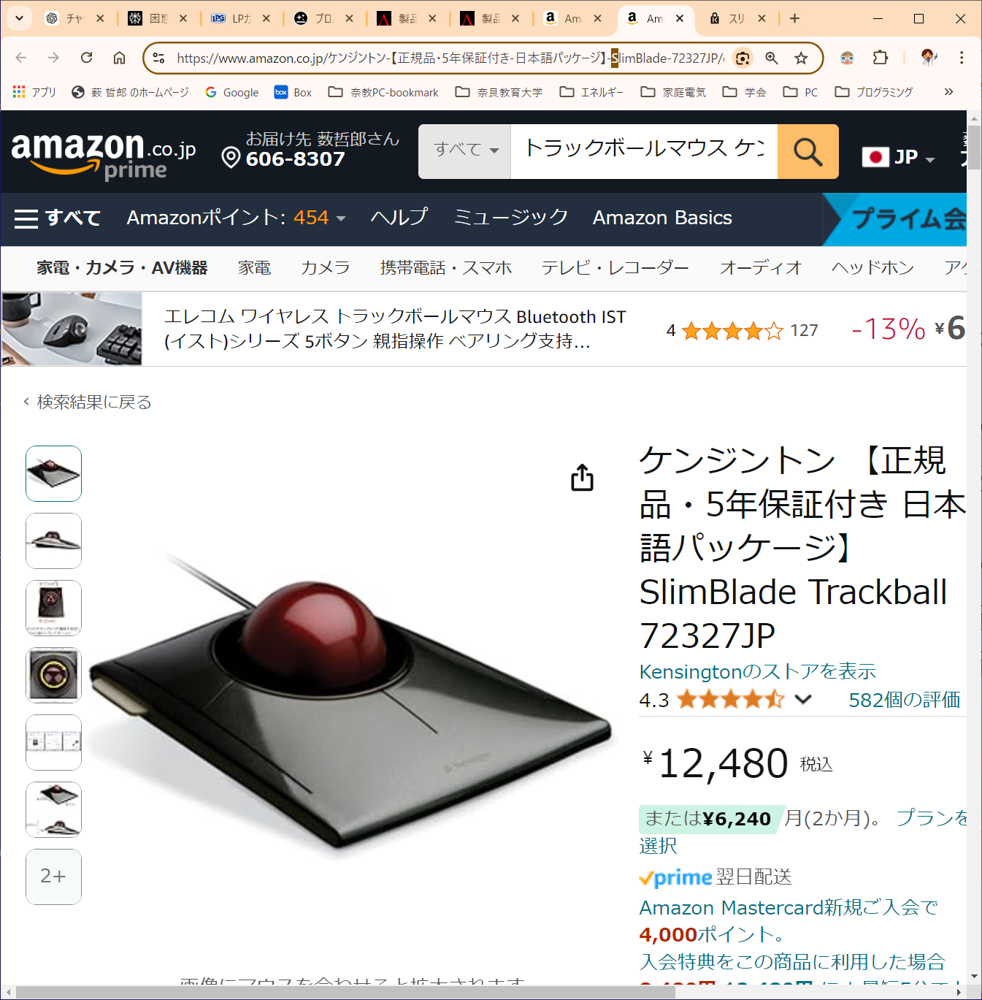 チャ
困惑
LPガ
プロ
製品
製品
Am
Am
スリ
https://www.amazon.co.jp/ケンジントン-【正規品・5年保証付き-日本語パッケージ】-SlimBlade-72327JP/
アプリ
薮 哲郎 のホームページ
Google
box Box
奈教PC-bookmark
奈良教育大学
エネルギー
家庭電気
学会
PC
プログラミング
amazon.co.jp
prime
お届け先 薮哲郎さん
606-8307
すべて
トラックボールマウス ケン
JP
すべて
Amazonポイント: 454
ヘルプ
ミュージック
Amazon Basics
プライム会
家電・カメラ・AV機器
家電
カメラ
携帯電話・スマホ
テレビ・レコーダー
オーディオ
ヘッドホン
アク
エレコム ワイヤレス トラックボールマウス Bluetooth IST
(イスト)シリーズ 5ボタン 親指操作 ベアリング支持…
4
127
-13% ¥6
‹ 検索結果に戻る
ケンジントン 【正規
品・5年保証付き 日本
語パッケージ】
SlimBlade Trackball
72327JP
Kensingtonのストアを表示
4.3
582個の評価
¥12,480 税込
または¥6,240 月(2か月)。 プランを
選択
prime 翌日配送
Amazon Mastercard新規ご入会で
4,000ポイント。
入会特典をこの商品に利用した場合
2+
画像にマウスを合わせると拡大されます